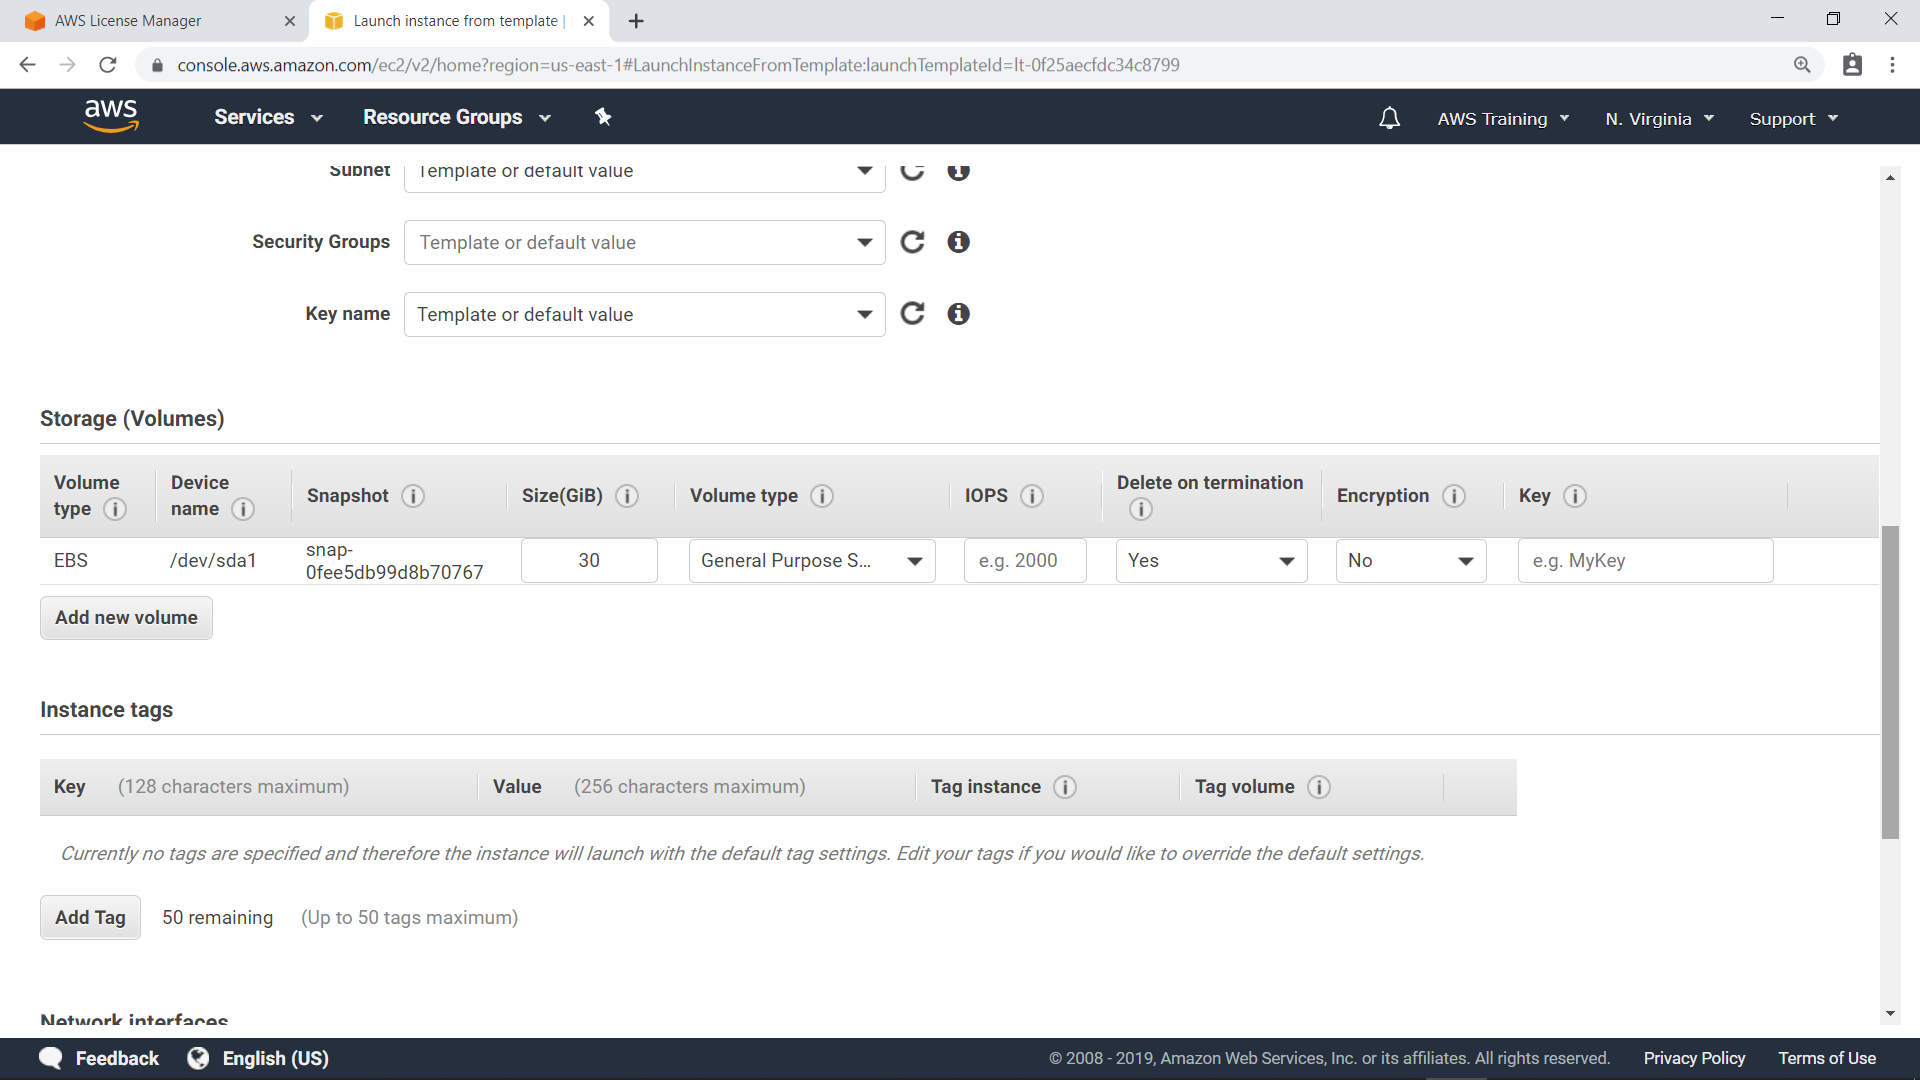 AWS License Manager
Launch instance from template |
console.aws.amazon.com/ec2/v2/home?region=us-east-1#LaunchInstanceFromTemplate:launchTemplateId=lt-0f25aecfdc34c8799
aws Services Resource Groups AWS Training N. Virginia Support
Subnet Template or default value
Security Groups Template or default value
Key name Template or default value
Storage (Volumes)
Volume type Device name Snapshot Size(GiB) Volume type IOPS Delete on termination Encryption Key
EBS /dev/sda1 snap-0fee5db99d8b70767 30 General Purpose S... e.g. 2000 Yes No e.g. MyKey
Add new volume
Instance tags
Key (128 characters maximum) Value (256 characters maximum) Tag instance Tag volume
Currently no tags are specified and therefore the instance will launch with the default tag settings. Edit your tags if you would like to override the default settings.
Add Tag 50 remaining (Up to 50 tags maximum)
Network interfaces
Feedback English (US) © 2008 - 2019, Amazon Web Services, Inc. or its affiliates. All rights reserved. Privacy Policy Terms of Use